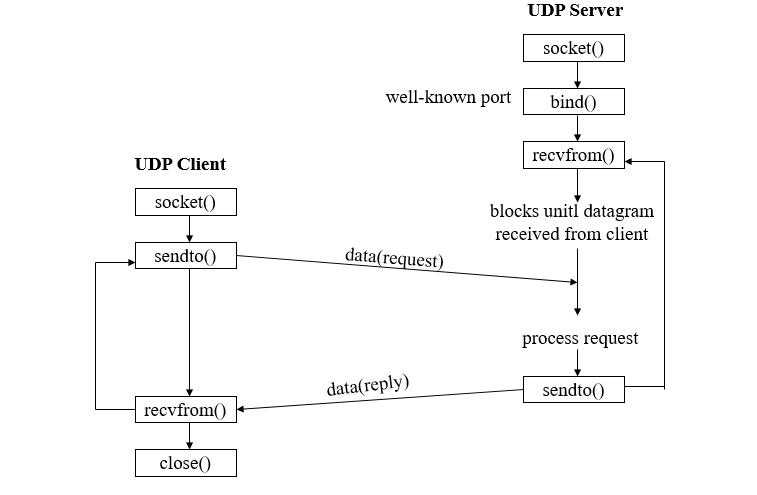 UDP Server
socket()
well-known port
bind()
recvfrom()
UDP Client
socket()
blocks unitl datagram
received from client
sendto()
data(request)
process request
data(reply)
sendto()
recvfrom()
close()